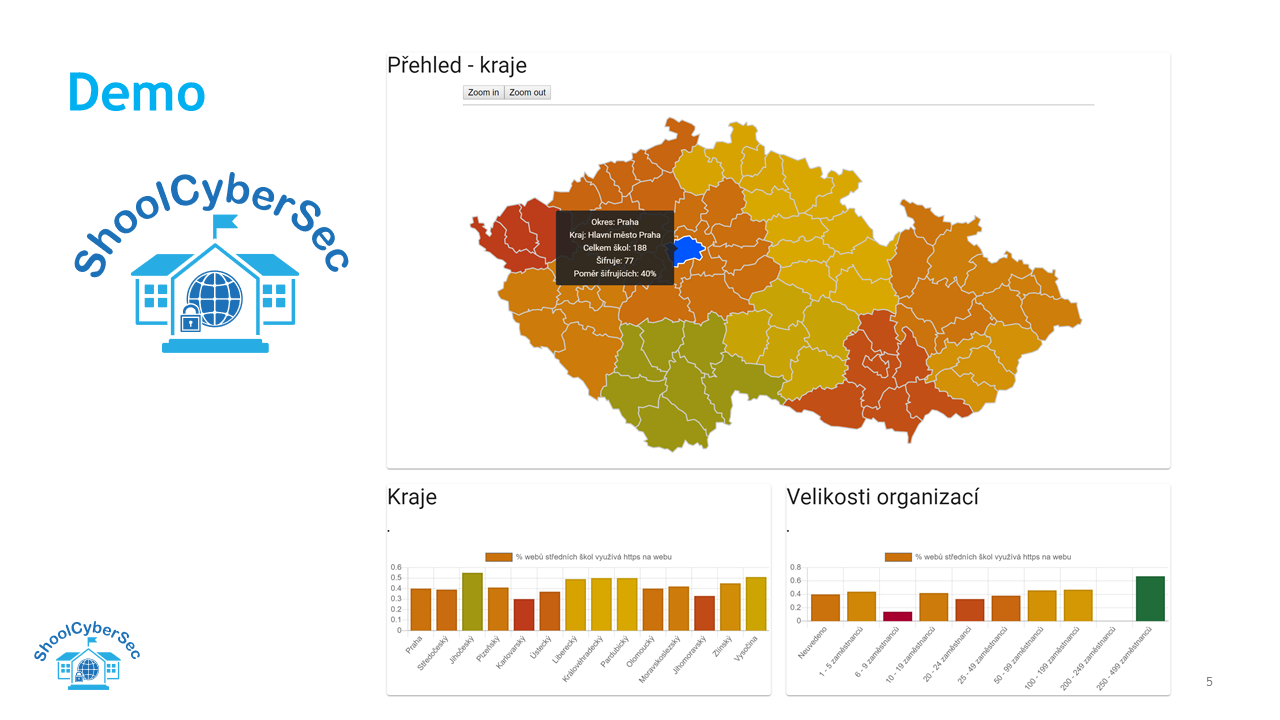 Demo
ShoolCyberSec
Přehled - kraje
Zoom in Zoom out
Okres: Praha
Kraj: Hlavní město Praha
Celkem škol: 188
Šifruje: 77
Poměr šifrujících: 40%
Kraje
.
% webů středních škol využívá https na webu
0.6
0.5
0.4
0.3
0.2
0.1
0
Praha
Středočeský
Jihočeský
Plzeňský
Karlovarský
Ústecký
Liberecký
Královéhradecký
Pardubický
Olomoucký
Moravskoslezský
Jihomoravský
Zlínský
Vysočina
Velikosti organizací
.
% webů středních škol využívá https na webu
0.8
0.6
0.4
0.2
0
Neuvedeno
1 - 5 zaměstnanců
6 - 9 zaměstnanců
10 - 19 zaměstnanců
20 - 24 zaměstnanci
25 - 49 zaměstnanců
50 - 99 zaměstnanců
100 - 199 zaměstnanců
200 - 249 zaměstnanců
250 - 499 zaměstnanců
ShoolCyberSec
5